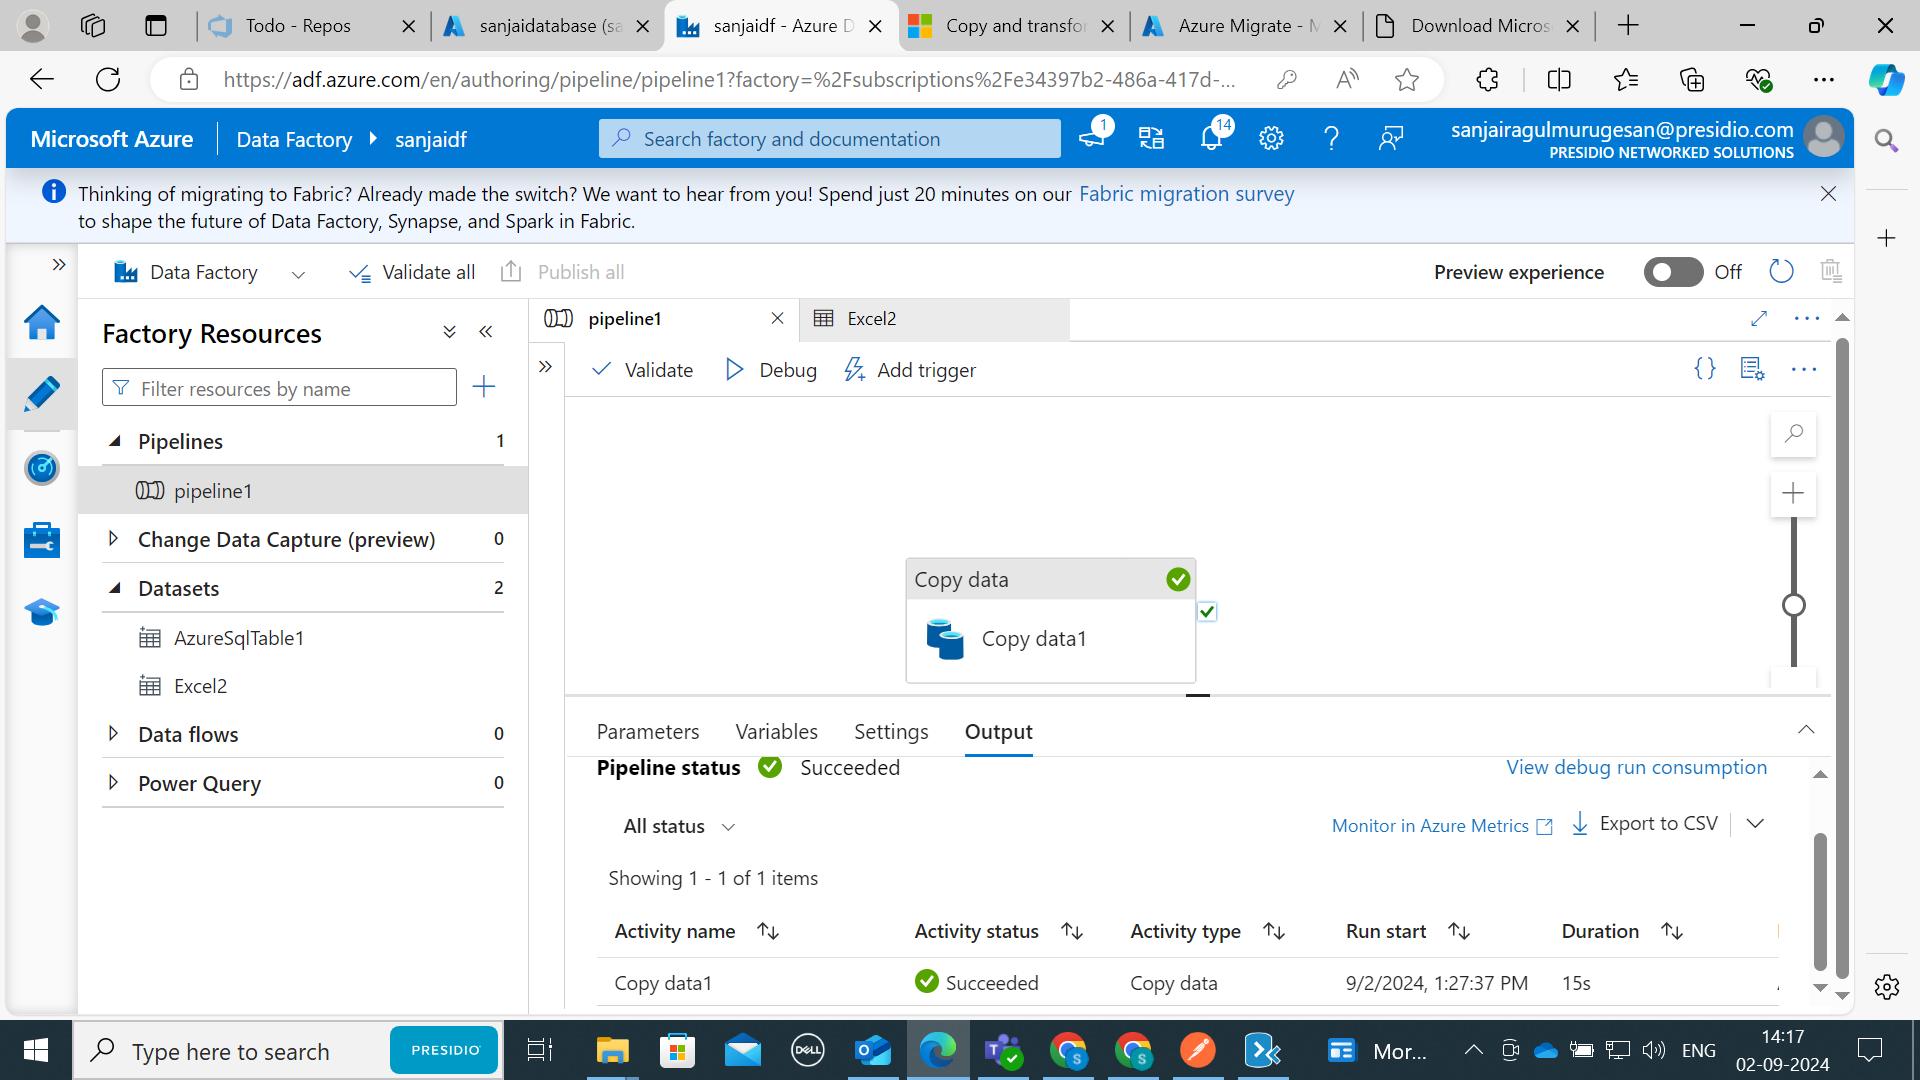 Todo - Repos
sanjaidatabase (sa
sanjaidf - Azure D
Copy and transfor
Azure Migrate - M
Download Micros
https://adf.azure.com/en/authoring/pipeline/pipeline1?factory=%2Fsubscriptions%2Fe34397b2-486a-417d-...
Microsoft Azure
Data Factory
sanjaidf
Search factory and documentation
1
14
sanjairagulmurugesan@presidio.com
PRESIDIO NETWORKED SOLUTIONS
Thinking of migrating to Fabric? Already made the switch? We want to hear from you! Spend just 20 minutes on our Fabric migration survey
to shape the future of Data Factory, Synapse, and Spark in Fabric.
Data Factory
Validate all
Publish all
Preview experience
Off
Factory Resources
Filter resources by name
Pipelines 1
pipeline1
Change Data Capture (preview) 0
Datasets 2
AzureSqlTable1
Excel2
Data flows 0
Power Query 0
pipeline1
Excel2
Validate
Debug
Add trigger
Copy data
Copy data1
Parameters
Variables
Settings
Output
Pipeline status
Succeeded
View debug run consumption
All status
Monitor in Azure Metrics
Export to CSV
Showing 1 - 1 of 1 items
Activity name
Activity status
Activity type
Run start
Duration
Copy data1
Succeeded
Copy data
9/2/2024, 1:27:37 PM
15s
Type here to search
PRESIDIO
DELL
S
S
Mor...
ENG
14:17
02-09-2024